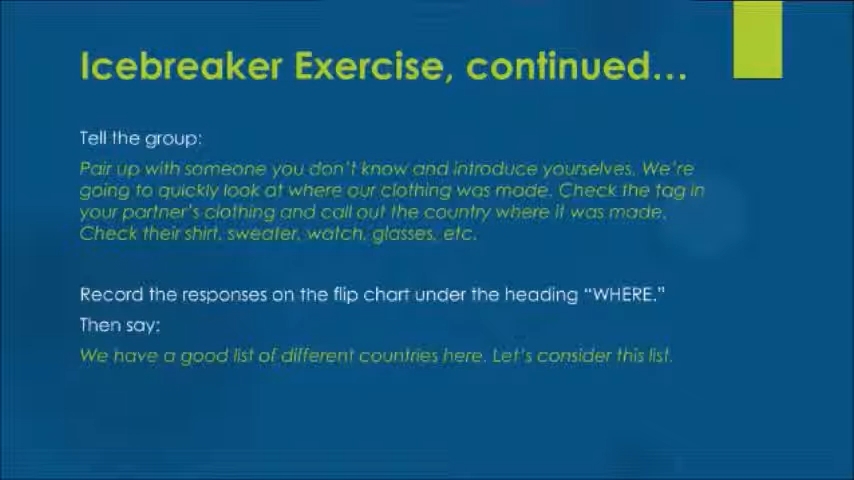 Icebreaker Exercise, continued…
Tell the group:
Pair up with someone you don't know and introduce yourselves. We're
going to quickly look at where our clothing was made. Check the tag in
your partner's clothing and call out the country where it was made.
Check their shirt, sweater, watch, glasses, etc.
Record the responses on the flip chart under the heading "WHERE."
Then say:
We have a good list of different countries here. Let's consider this list.